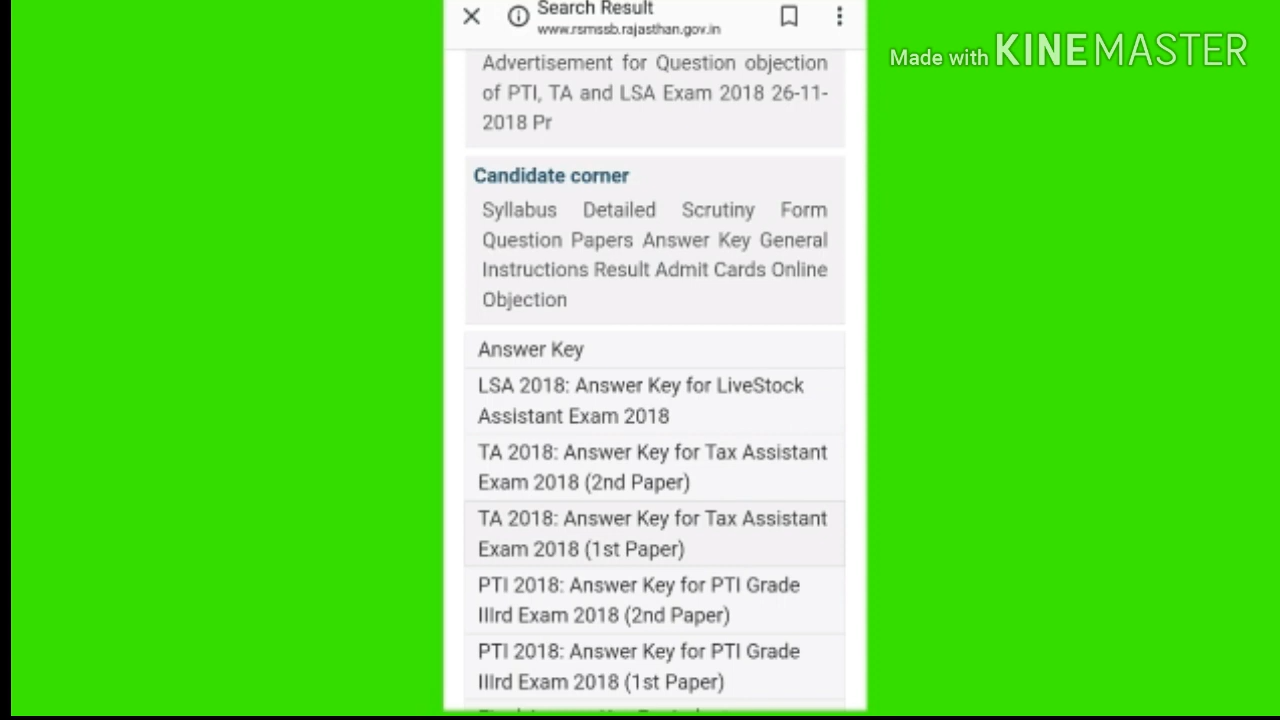 Search Result
www.rsmssb.rajasthan.gov.in
Made with KINEMASTER
Advertisement for Question objection
of PTI, TA and LSA Exam 2018 26-11-
2018 Pr
Candidate corner
Syllabus Detailed Scrutiny Form
Question Papers Answer Key General
Instructions Result Admit Cards Online
Objection
Answer Key
LSA 2018: Answer Key for LiveStock
Assistant Exam 2018
TA 2018: Answer Key for Tax Assistant
Exam 2018 (2nd Paper)
TA 2018: Answer Key for Tax Assistant
Exam 2018 (1st Paper)
PTI 2018: Answer Key for PTI Grade
IIIrd Exam 2018 (2nd Paper)
PTI 2018: Answer Key for PTI Grade
IIIrd Exam 2018 (1st Paper)